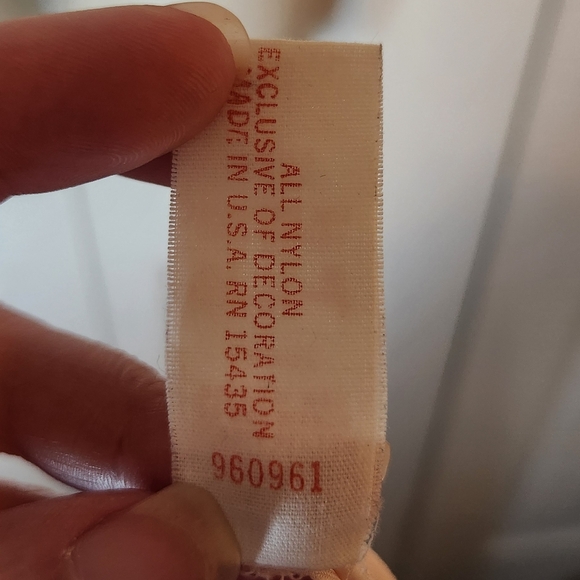 ALL NYLON
EXCLUSIVE OF DECORATION
MADE IN U.S.A. RN 15435
960961